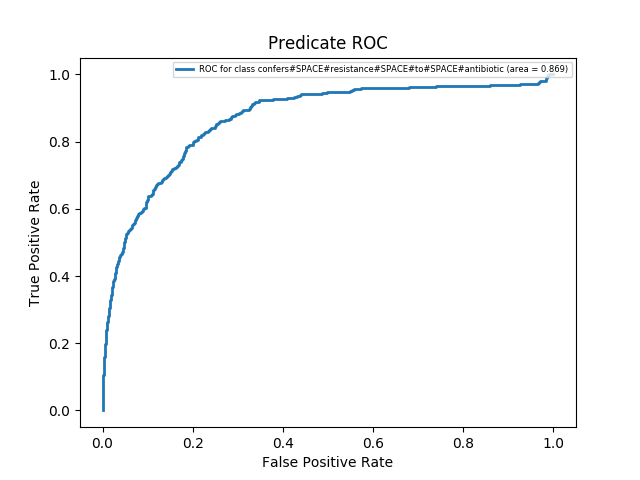 Predicate ROC
ROC for class confers#SPACE#resistance#SPACE#to#SPACE#antibiotic (area = 0.869)
1.0
0.8
0.6
0.4
0.2
0.0
True Positive Rate
0.0 0.2 0.4 0.6 0.8 1.0
False Positive Rate